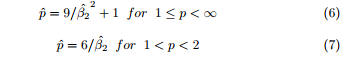 p̂ = 9/β̂₂² + 1 for 1 ≤ p < ∞ (6)
p̂ = 6/β̂₂ for 1 < p < 2 (7)